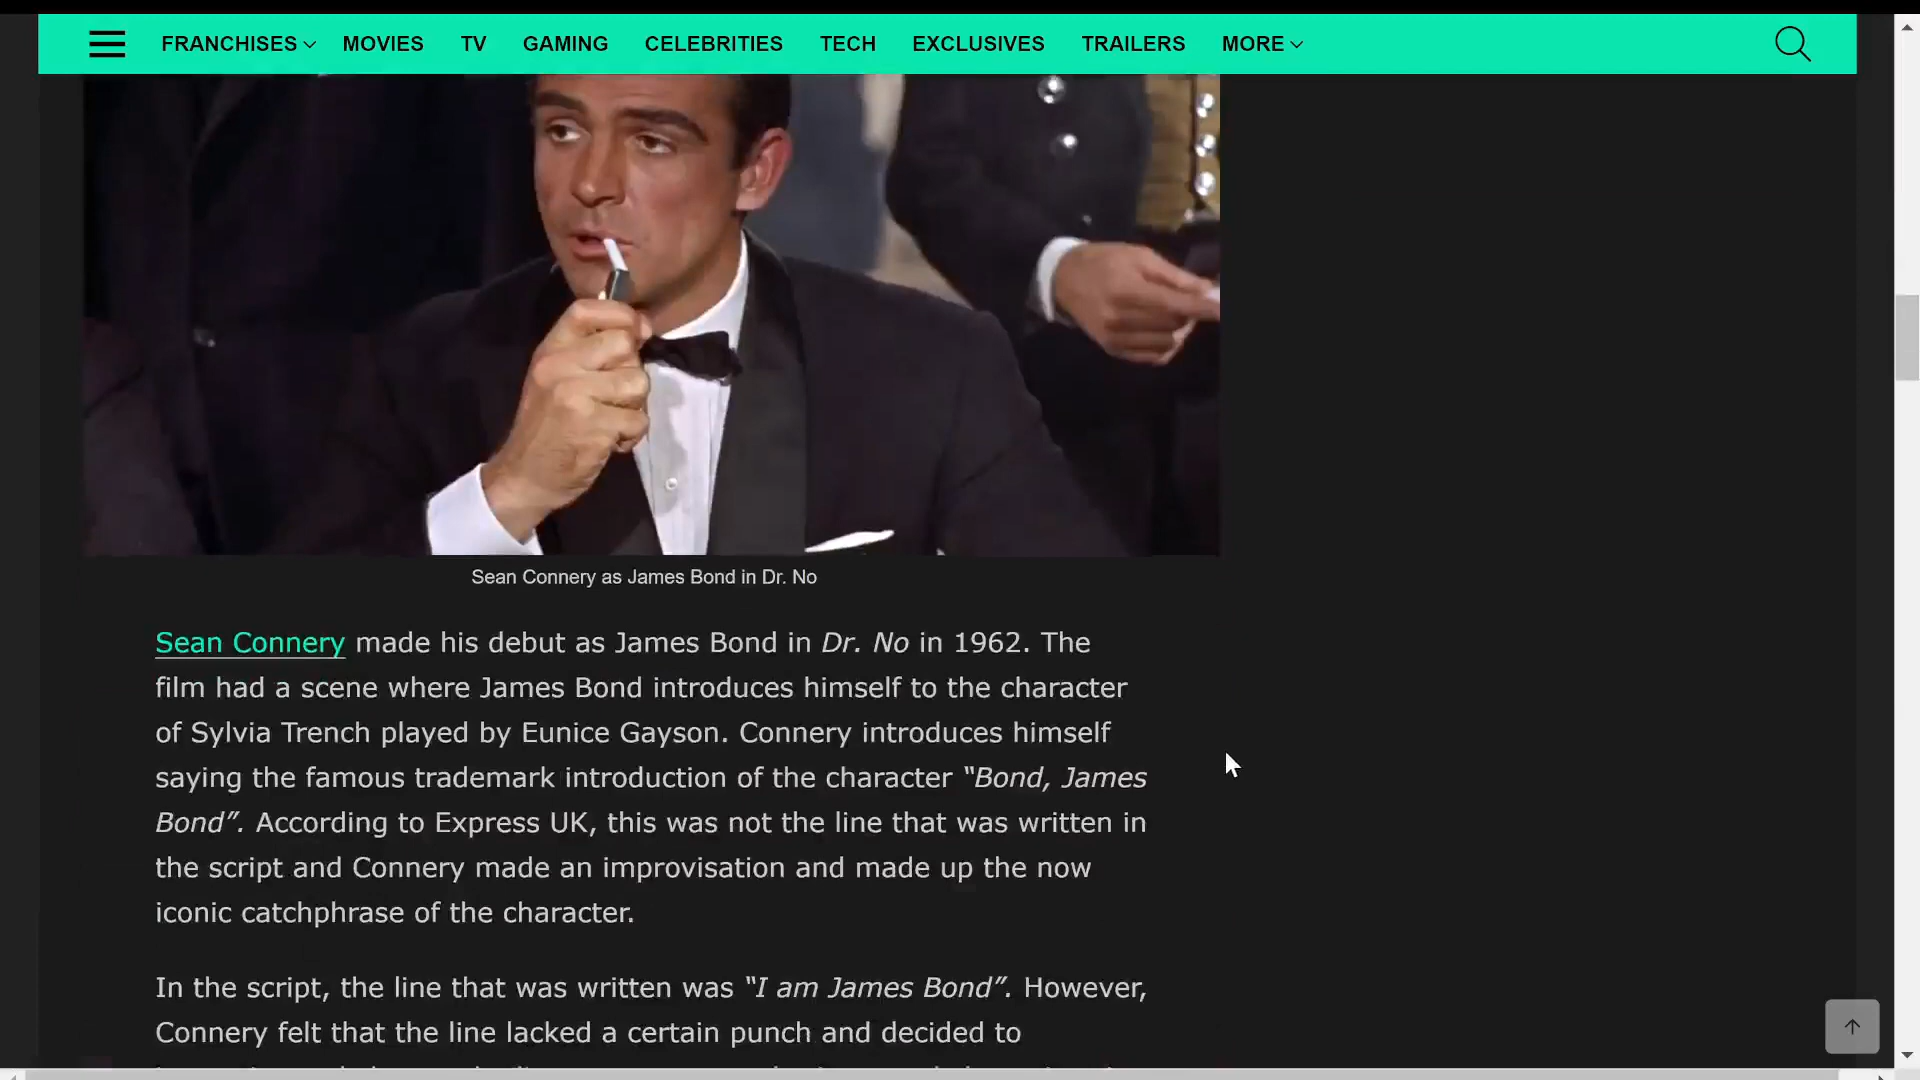 FRANCHISES MOVIES TV GAMING CELEBRITIES TECH EXCLUSIVES TRAILERS MORE
Sean Connery as James Bond in Dr. No
Sean Connery made his debut as James Bond in Dr. No in 1962. The
film had a scene where James Bond introduces himself to the character
of Sylvia Trench played by Eunice Gayson. Connery introduces himself
saying the famous trademark introduction of the character “Bond, James
Bond”. According to Express UK, this was not the line that was written in
the script and Connery made an improvisation and made up the now
iconic catchphrase of the character.
In the script, the line that was written was “I am James Bond”. However,
Connery felt that the line lacked a certain punch and decided to